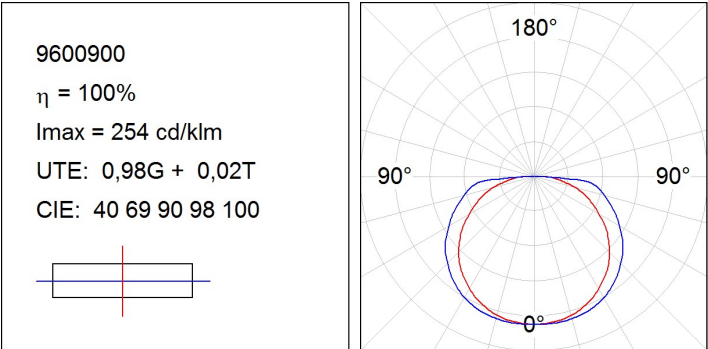 9600900
η = 100%
Imax = 254 cd/klm
UTE: 0,98G + 0,02T
CIE: 40 69 90 98 100
180°
90° 90°
0°